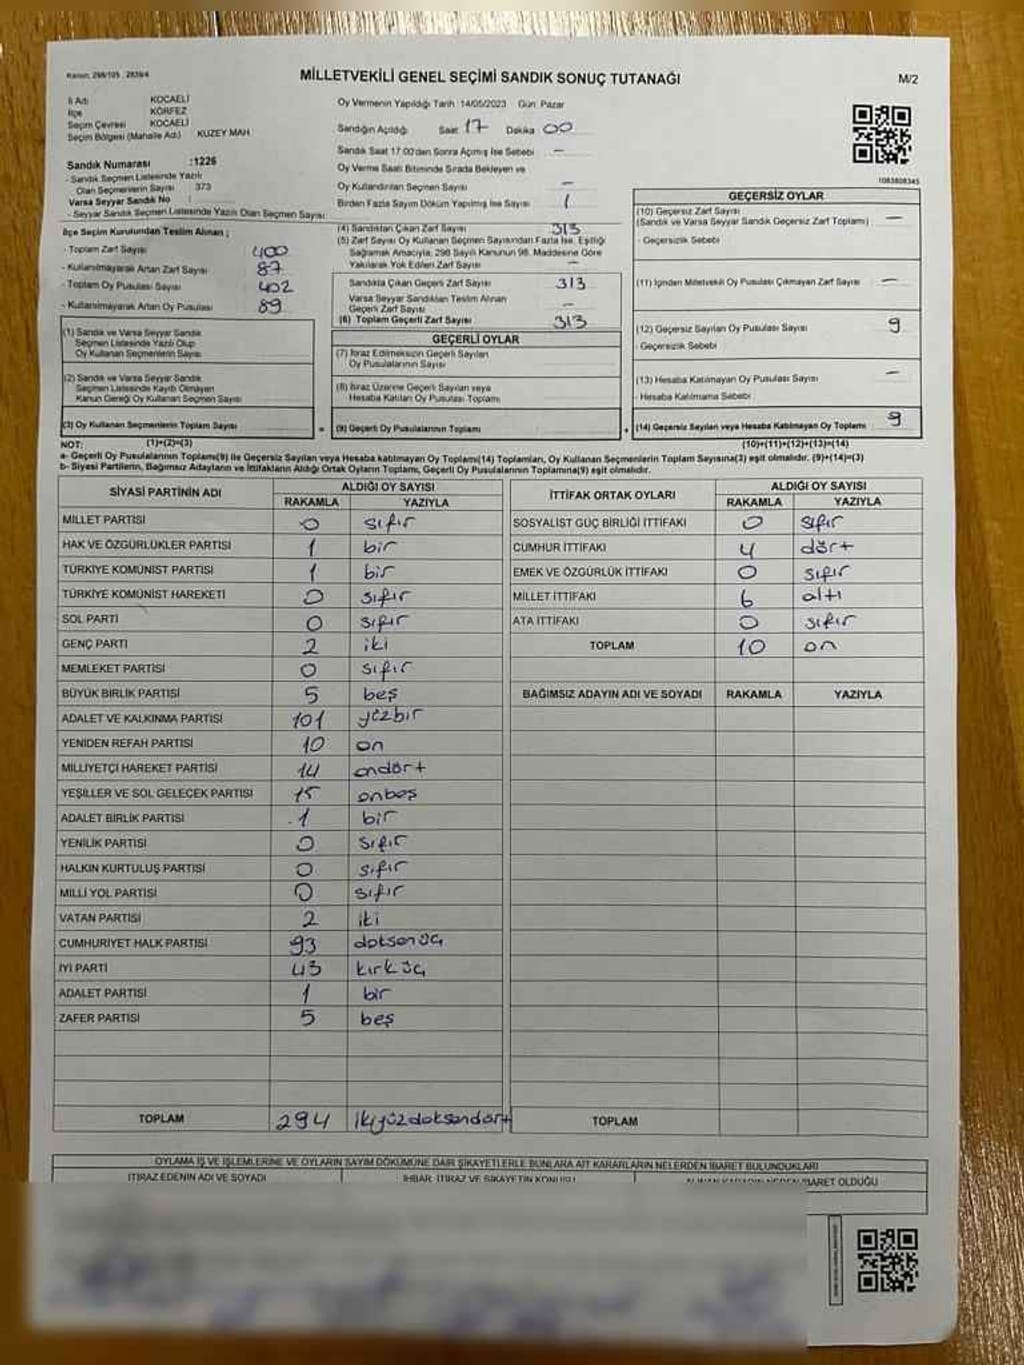 Kanun, 298/105 , 2839/4
MİLLETVEKİLİ GENEL SEÇİMİ SANDIK SONUÇ TUTANAĞI
M/2
İl Adı KOCAELİ
İlçe KÖRFEZ
Seçim Çevresi KOCAELİ
Seçim Bölgesi (Mahalle Adı) KUZEY MAH.
Sandık Numarası :1226
- Sandık Seçmen Listesinde Yazılı
Olan Seçmenlerin Sayısı 373
Varsa Seyyar Sandık No :
- Seyyar Sandık Seçmen Listesinde Yazılı Olan Seçmen Sayısı
İlçe Seçim Kurulundan Teslim Alınan ;
- Toplam Zarf Sayısı 400
- Kullanılmayarak Artan Zarf Sayısı 87
- Toplam Oy Pusulası Sayısı 402
- Kullanılmayarak Artan Oy Pusulası 89
(1) Sandık ve Varsa Seyyar Sandık
Seçmen Listesinde Yazılı Olup
Oy Kullanan Seçmenlerin Sayısı
(2) Sandık ve Varsa Seyyar Sandık
Seçmen Listesinde Kaydı Olmayan
Kanun Gereği Oy Kullanan Seçmen Sayısı
(3) Oy Kullanan Seçmenlerin Toplam Sayısı
Oy Vermenin Yapıldığı Tarih :14/05/2023 Gün: Pazar
Sandığın Açıldığı Saat 17 Dakika 00
Sandık Saat 17:00'dan Sonra Açılmış İse Sebebi : —
Oy Verme Saati Bitiminde Sırada Bekleyen ve
Oy Kullandırılan Seçmen Sayısı —
Birden Fazla Sayım Döküm Yapılmış İse Sayısı 1
(4) Sandıktan Çıkan Zarf Sayısı 313
(5) Zarf Sayısı Oy Kullanan Seçmen Sayısından Fazla İse, Eşitliği
Sağlamak Amacıyla, 298 Sayılı Kanunun 98. Maddesine Göre
Yakılarak Yok Edilen Zarf Sayısı —
Sandıkta Çıkan Geçerli Zarf Sayısı 313
Varsa Seyyar Sandıktan Teslim Alınan
Geçerli Zarf Sayısı —
(6) Toplam Geçerli Zarf Sayısı 313
GEÇERLİ OYLAR
(7) İtiraz Edilmeksizin Geçerli Sayılan
Oy Pusulalarının Sayısı
(8) İtiraz Üzerine Geçerli Sayılan veya
Hesaba Katılan Oy Pusulası Toplamı
= (9) Geçerli Oy Pusulalarının Toplamı
1083808345
GEÇERSİZ OYLAR
(10) Geçersiz Zarf Sayısı
(Sandık ve Varsa Seyyar Sandık Geçersiz Zarf Toplamı) —
- Geçersizlik Sebebi
(11) İçinden Milletvekili Oy Pusulası Çıkmayan Zarf Sayısı —
(12) Geçersiz Sayılan Oy Pusulası Sayısı 9
- Geçersizlik Sebebi :
(13) Hesaba Katılmayan Oy Pusulası Sayısı —
- Hesaba Katılmama Sebebi :
+ (14) Geçersiz Sayılan veya Hesaba Katılmayan Oy Toplamı 9
NOT: (1)+(2)=(3) (10)+(11)+(12)+(13)=(14)
a- Geçerli Oy Pusulalarının Toplamı(9) ile Geçersiz Sayılan veya Hesaba katılmayan Oy Toplamı(14) Toplamları, Oy Kullanan Seçmenlerin Toplam Sayısına(3) eşit olmalıdır. (9)+(14)=(3)
b- Siyasi Partilerin, Bağımsız Adayların ve İttifakların Aldığı Ortak Oyların Toplamı, Geçerli Oy Pusulalarının Toplamına(9) eşit olmalıdır.
SİYASİ PARTİNİN ADI ALDIĞI OY SAYISI
RAKAMLA YAZIYLA
MİLLET PARTİSİ 0 sıfır
HAK VE ÖZGÜRLÜKLER PARTİSİ 1 bir
TÜRKİYE KOMÜNİST PARTİSİ 1 bir
TÜRKİYE KOMÜNİST HAREKETİ 0 sıfır
SOL PARTİ 0 sıfır
GENÇ PARTİ 2 iki
MEMLEKET PARTİSİ 0 sıfır
BÜYÜK BİRLİK PARTİSİ 5 beş
ADALET VE KALKINMA PARTİSİ 101 yüzbir
YENİDEN REFAH PARTİSİ 10 on
MİLLİYETÇİ HAREKET PARTİSİ 14 ondört
YEŞİLLER VE SOL GELECEK PARTİSİ 15 onbeş
ADALET BİRLİK PARTİSİ 1 bir
YENİLİK PARTİSİ 0 sıfır
HALKIN KURTULUŞ PARTİSİ 0 sıfır
MİLLİ YOL PARTİSİ 0 sıfır
VATAN PARTİSİ 2 iki
CUMHURİYET HALK PARTİSİ 93 doksanüç
İYİ PARTİ 43 kırküç
ADALET PARTİSİ 1 bir
ZAFER PARTİSİ 5 beş
TOPLAM 294 ikiyüzdoksandört
İTTİFAK ORTAK OYLARI ALDIĞI OY SAYISI
RAKAMLA YAZIYLA
SOSYALİST GÜÇ BİRLİĞİ İTTİFAKI 0 sıfır
CUMHUR İTTİFAKI 4 dört
EMEK VE ÖZGÜRLÜK İTTİFAKI 0 sıfır
MİLLET İTTİFAKI 6 altı
ATA İTTİFAKI 0 sıfır
TOPLAM 10 on
BAĞIMSIZ ADAYIN ADI VE SOYADI RAKAMLA YAZIYLA
TOPLAM
OYLAMA İŞ VE İŞLEMLERİNE VE OYLARIN SAYIM DÖKÜMÜNE DAİR ŞİKAYETLERLE BUNLARA AİT KARARLARIN NELERDEN İBARET BULUNDUKLARI
İTİRAZ EDENİN ADI VE SOYADI İHBAR, İTİRAZ VE ŞİKAYETİN KONUSU ALINAN KARARIN NEDEN İBARET OLDUĞU